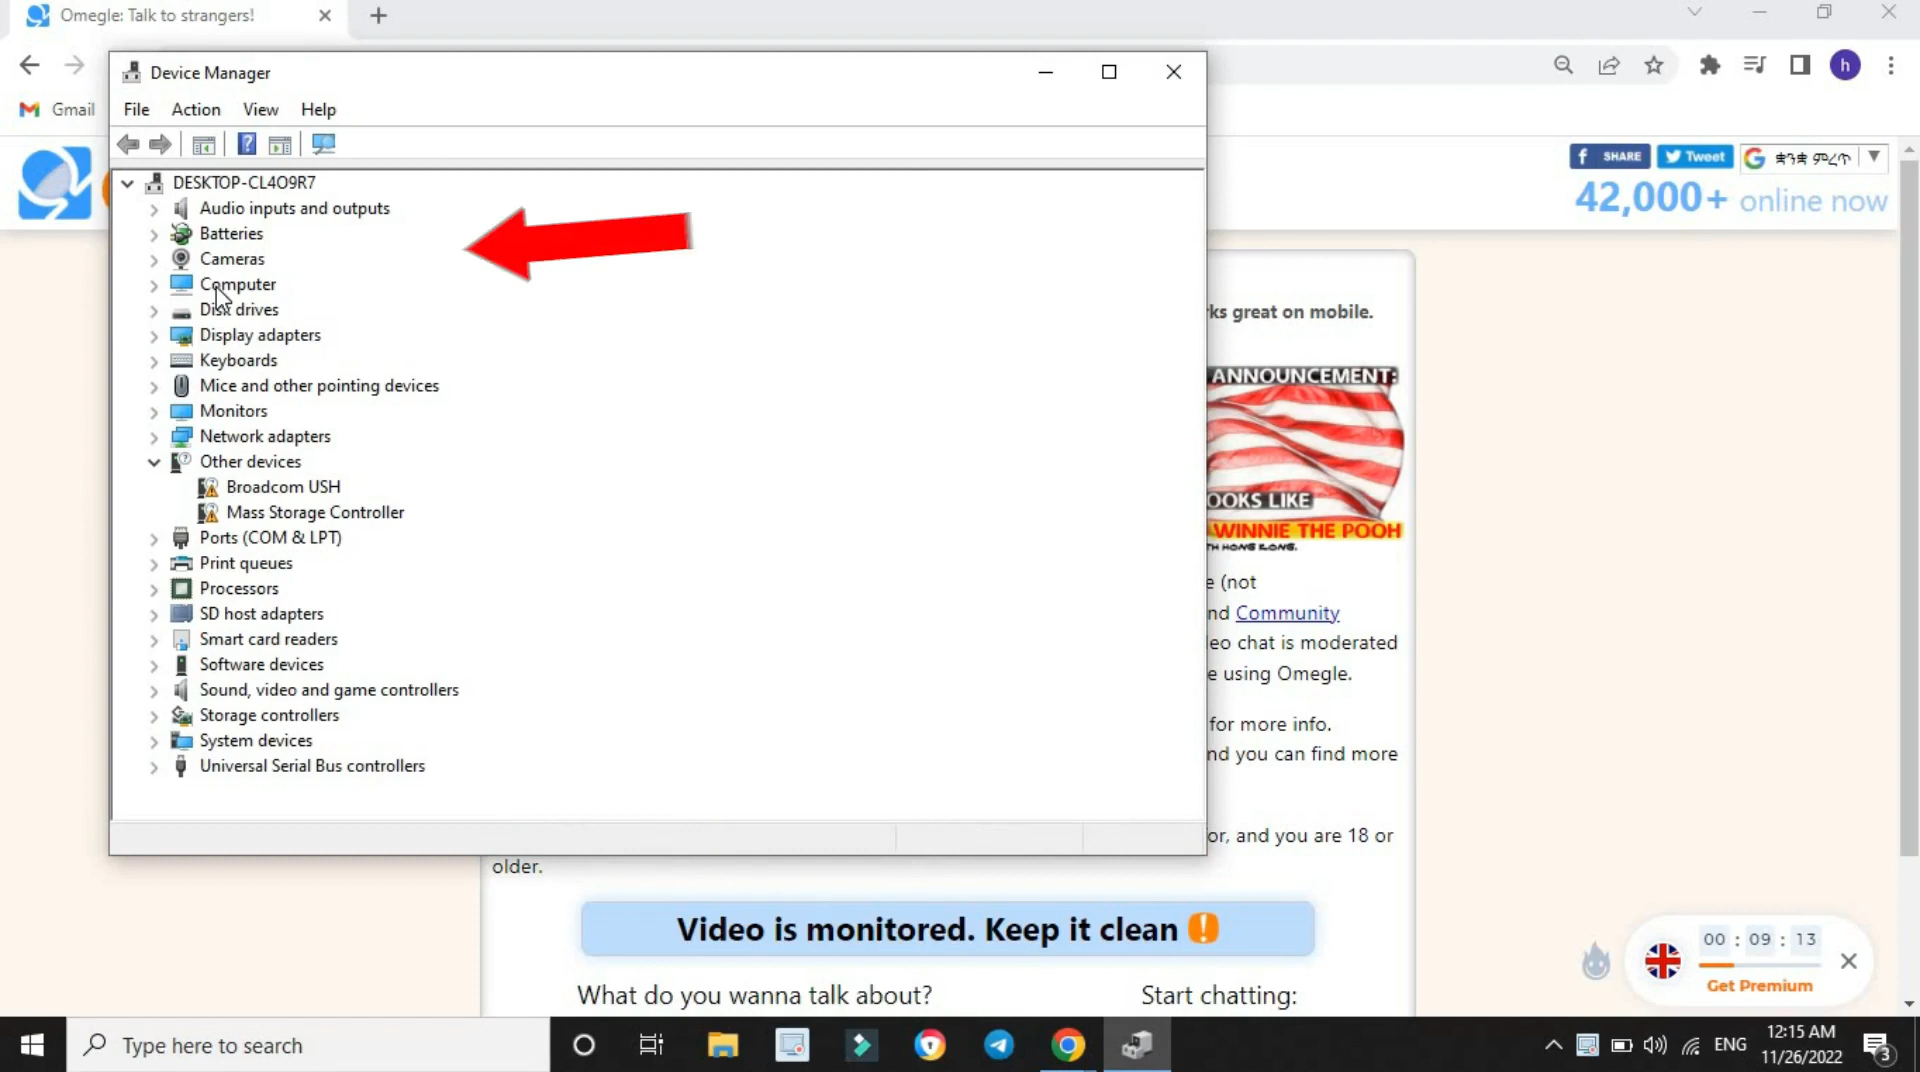 Omegle: Talk to strangers!
Gmail
Device Manager
File Action View Help
DESKTOP-CL4O9R7
Audio inputs and outputs
Batteries
Cameras
Computer
Disk drives
Display adapters
Keyboards
Mice and other pointing devices
Monitors
Network adapters
Other devices
Broadcom USH
Mass Storage Controller
Ports (COM & LPT)
Print queues
Processors
SD host adapters
Smart card readers
Software devices
Sound, video and game controllers
Storage controllers
System devices
Universal Serial Bus controllers
h
SHARE
Tweet
ቋንቋ ምረጥ
42,000+ online now
ks great on mobile.
ANNOUNCEMENT:
OOKS LIKE
WINNIE THE POOH
TH HONG KONG.
e (not
nd Community
eo chat is moderated
e using Omegle.
for more info.
nd you can find more
or, and you are 18 or
older.
Video is monitored. Keep it clean
What do you wanna talk about?
Start chatting:
00 : 09 : 13
Get Premium
Type here to search
ENG
12:15 AM
11/26/2022
3